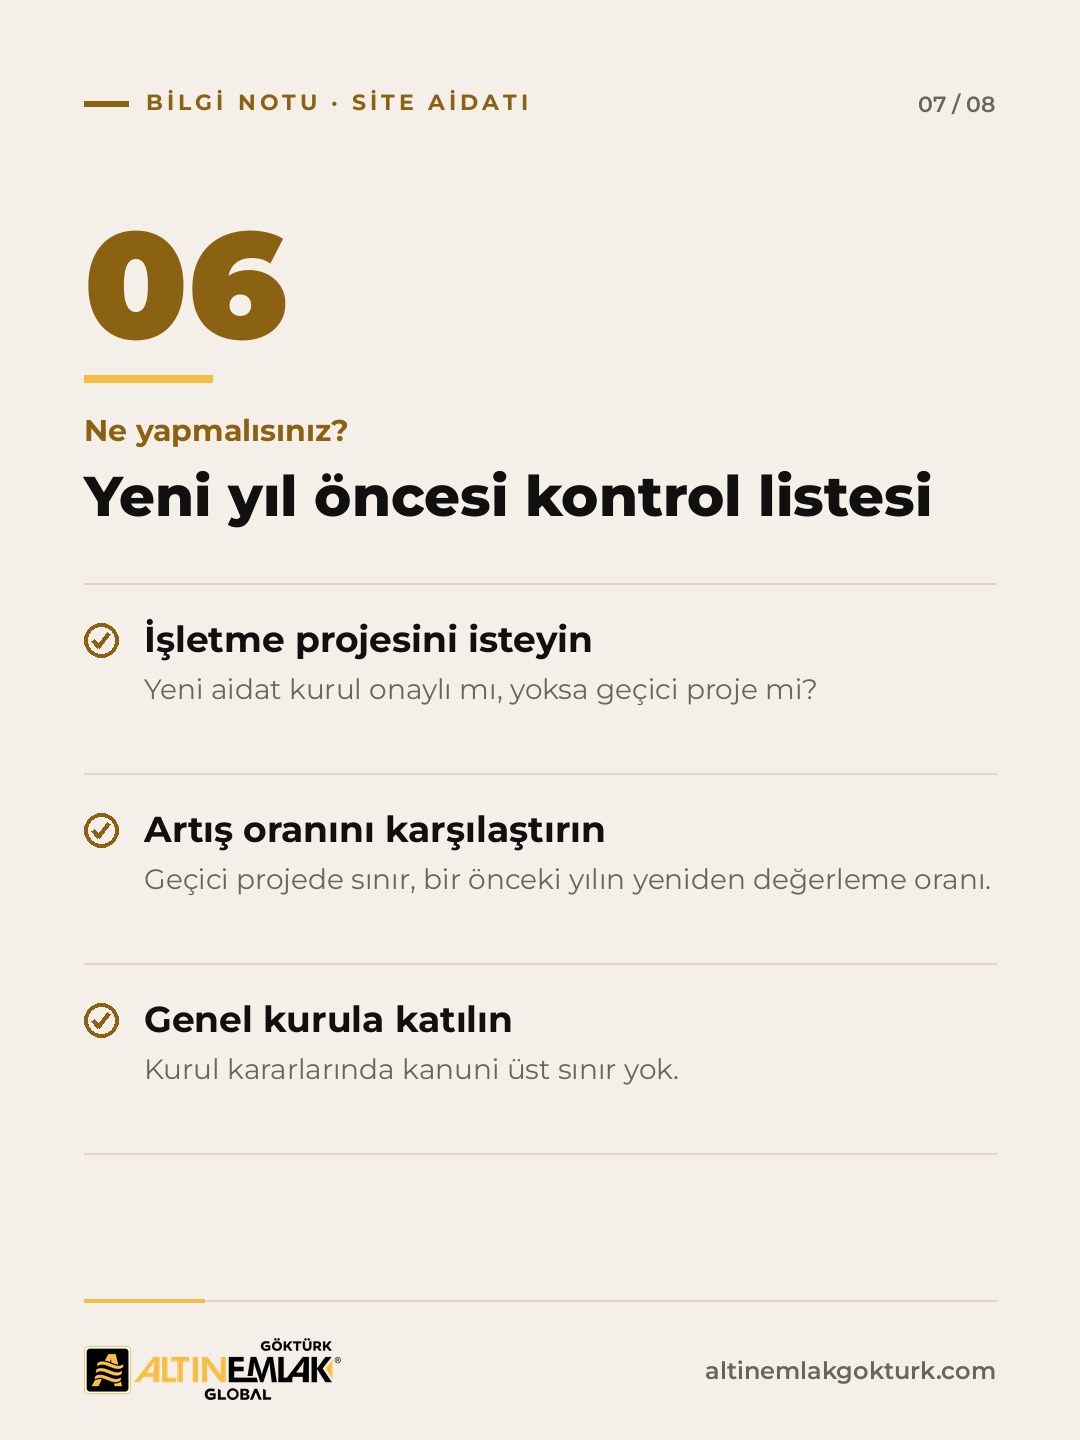 BİLGİ NOTU · SİTE AİDATI
07 / 08
06
Ne yapmalısınız?
Yeni yıl öncesi kontrol listesi
İşletme projesini isteyin
Yeni aidat kurul onaylı mı, yoksa geçici proje mi?
Artış oranını karşılaştırın
Geçici projede sınır, bir önceki yılın yeniden değerleme oranı.
Genel kurula katılın
Kurul kararlarında kanuni üst sınır yok.
GÖKTÜRK
ALTINEMLAK®
GLOBAL
altinemlakgokturk.com